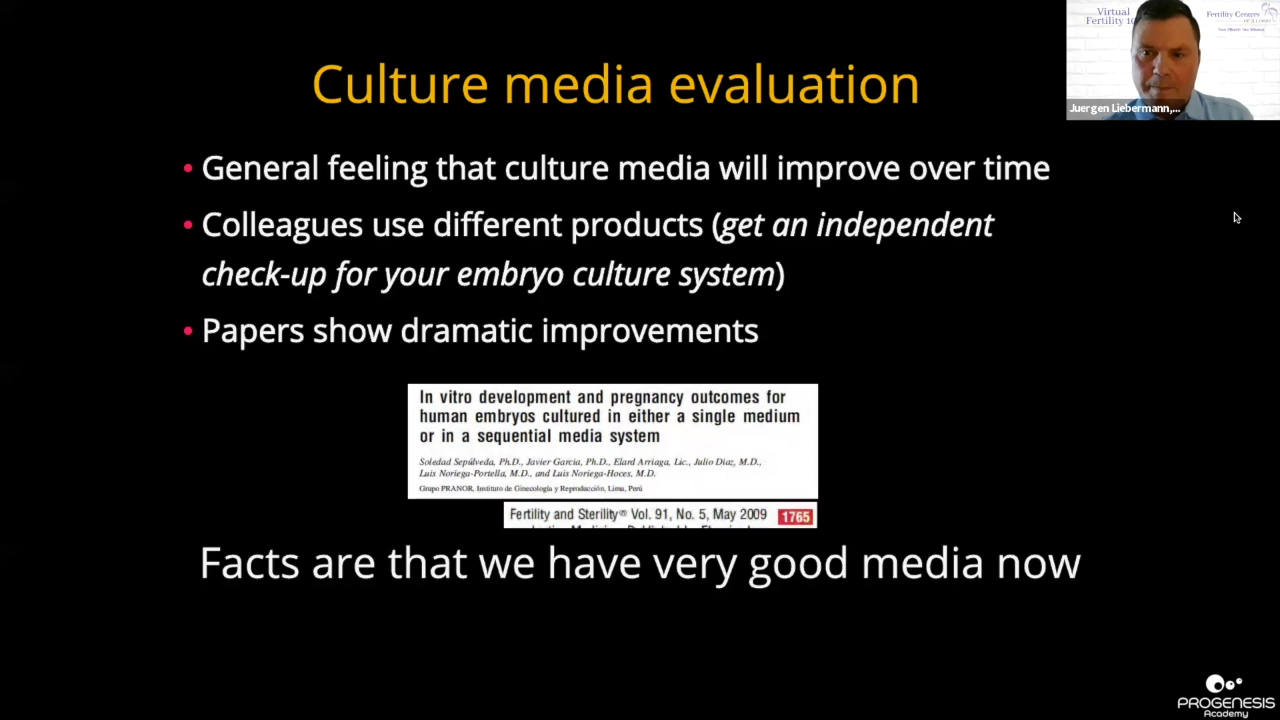 Virtual
Fertility 10
Fertility Centers
OF ILLINOIS
Juergen Liebermann,...
Culture media evaluation
• General feeling that culture media will improve over time
• Colleagues use different products (get an independent
check-up for your embryo culture system)
• Papers show dramatic improvements
In vitro development and pregnancy outcomes for
human embryos cultured in either a single medium
or in a sequential media system
Soledad Sepúlveda, Ph.D., Javier Garcia, Ph.D., Elard Arriaga, Lic., Julio Diaz, M.D.,
Luis Noriega-Portella, M.D., and Luis Noriega-Hoces, M.D.
Grupo PRANOR, Instituto de Ginecología y Reproducción, Lima, Perú
Fertility and Sterility® Vol. 91, No. 5, May 2009 1765
Facts are that we have very good media now
PROGENESIS
Academy